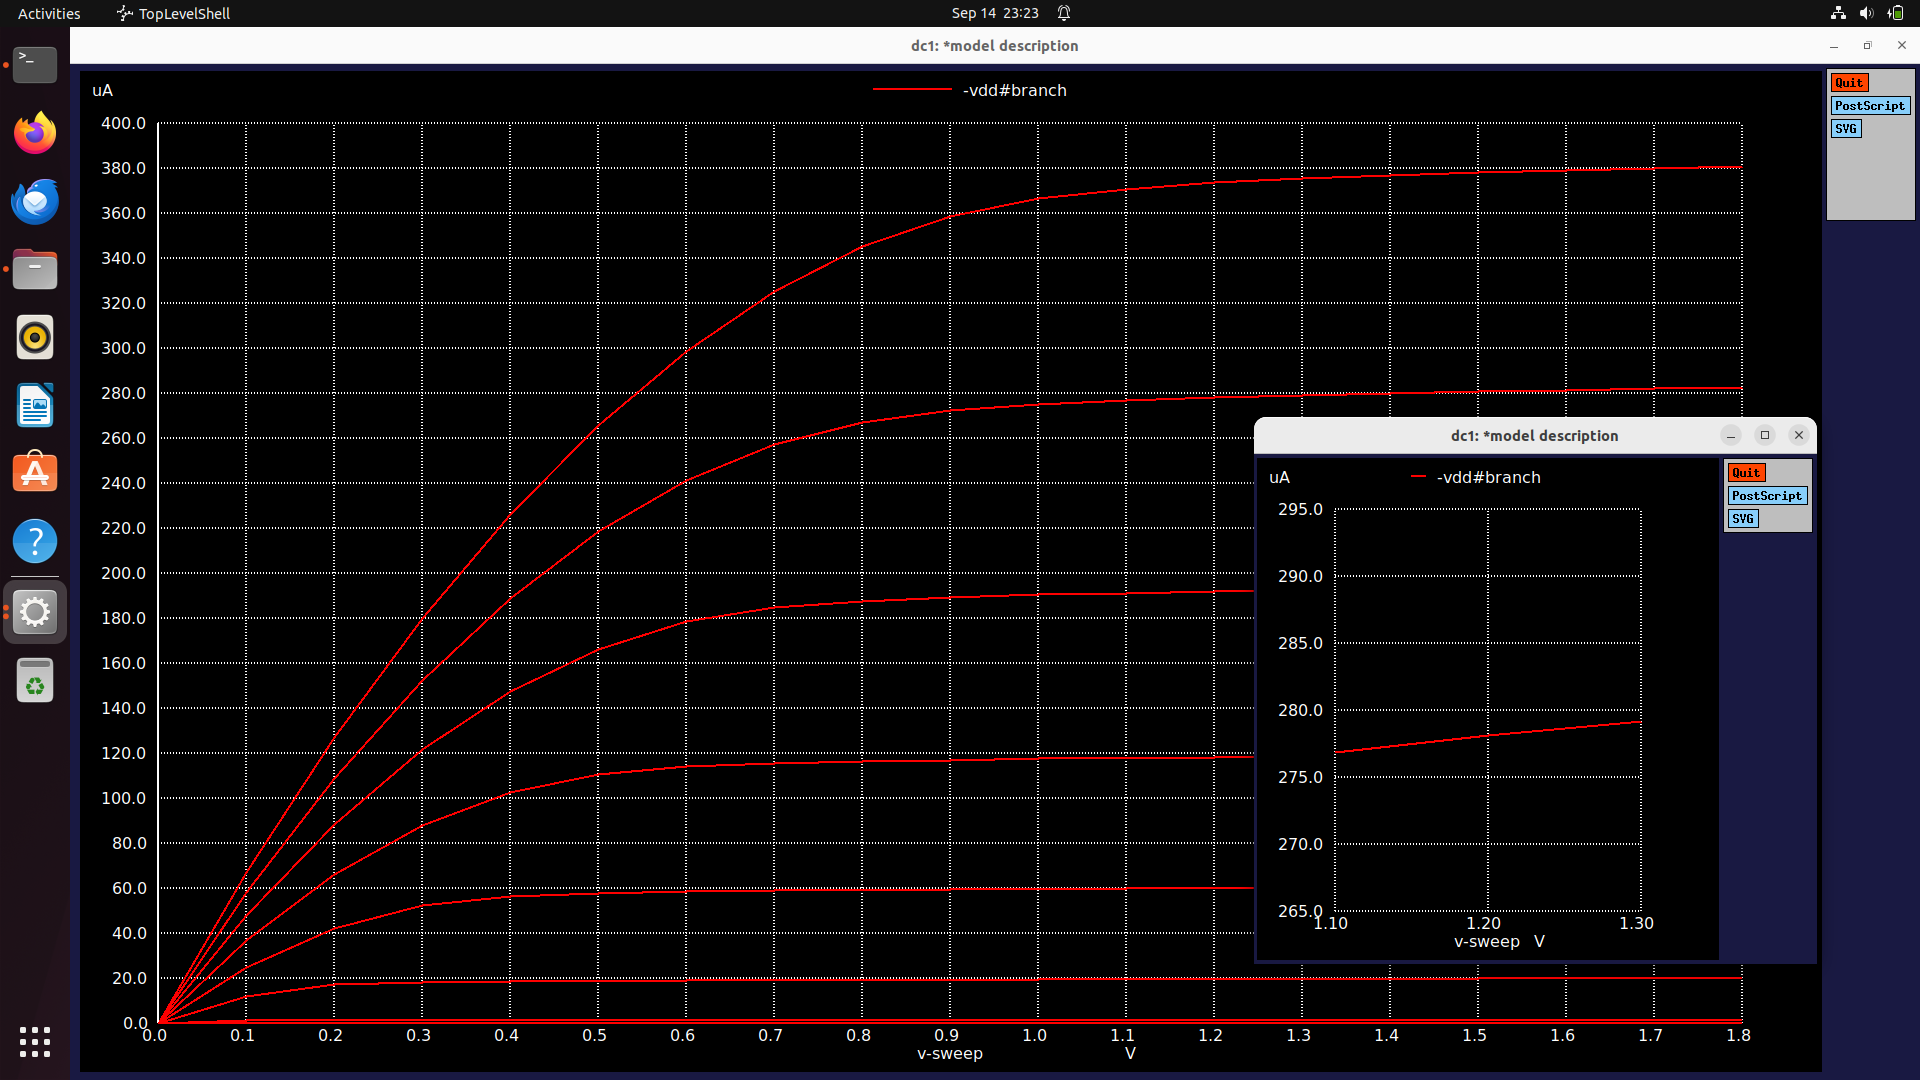 Activities
TopLevelShell
Sep 14 23:23
dc1: *model description
uA
-vdd#branch
Quit
PostScript
SVG
400.0
380.0
360.0
340.0
320.0
300.0
280.0
260.0
240.0
220.0
200.0
180.0
160.0
140.0
120.0
100.0
80.0
60.0
40.0
20.0
0.0
0.0 0.1 0.2 0.3 0.4 0.5 0.6 0.7 0.8 0.9 1.0 1.1 1.2 1.3 1.4 1.5 1.6 1.7 1.8
v-sweep V
dc1: *model description
uA
-vdd#branch
Quit
PostScript
SVG
295.0
290.0
285.0
280.0
275.0
270.0
265.0
1.10 1.20 1.30
v-sweep V